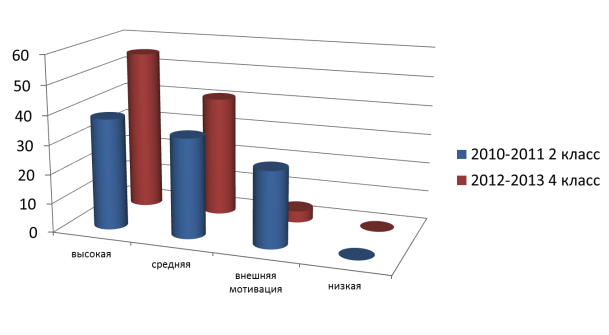 60
50
40
30
20
10
0
высокая
средняя
внешняя
мотивация
низкая
2010-2011 2 класс
2012-2013 4 класс